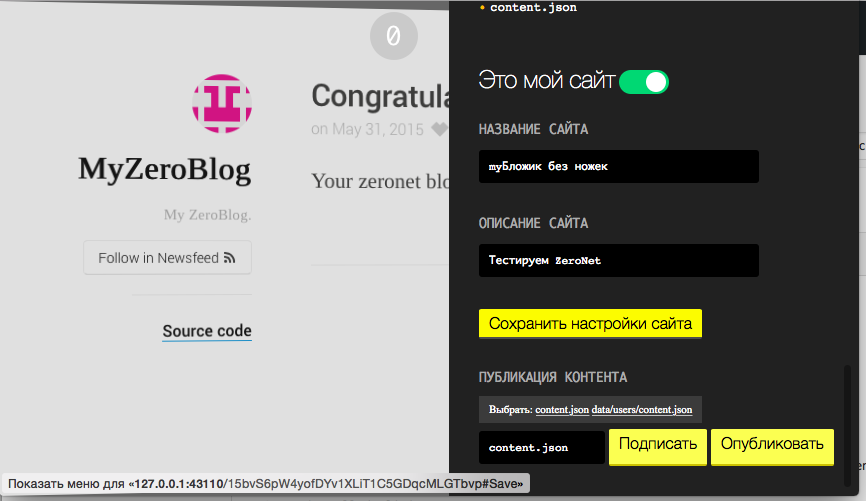 content.json
0
Это мой сайт
Congratula
on May 31, 2015
НАЗВАНИЕ САЙТА
myБложик без ножек
MyZeroBlog
Your zeronet blo
My ZeroBlog.
ОПИСАНИЕ САЙТА
Тестируем ZeroNet
Follow in Newsfeed
Сохранить настройки сайта
Source code
ПУБЛИКАЦИЯ КОНТЕНТА
Выбрать: content.json data/users/content.json
content.json Подписать Опубликовать
Показать меню для «127.0.0.1:43110/15bvS6pW4yofDYv1XLiT1C5GDqcMLGTbvp#Save»